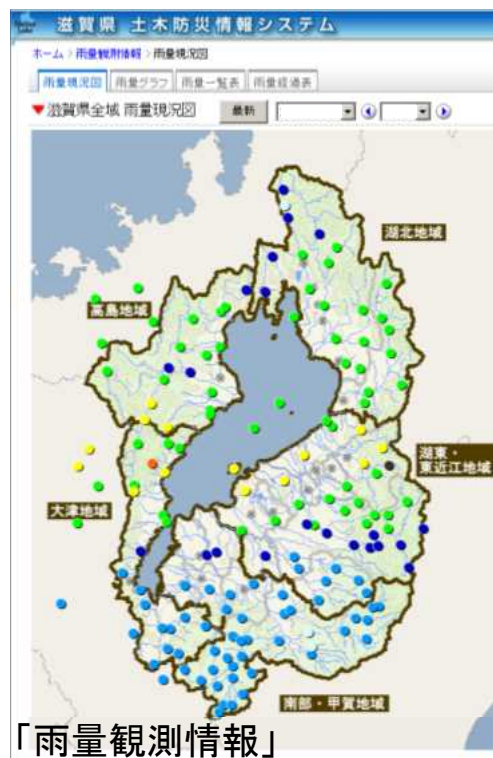 滋賀県 土木防災情報システム
ホーム > 雨量観測情報 > 雨量現況図
雨量現況図 雨量グラフ 雨量一覧表 雨量経過表
▼滋賀県全域 雨量現況図 最新
湖北地域
高島地域
湖東・
東近江地域
大津地域
南部・甲賀地域
「雨量観測情報」